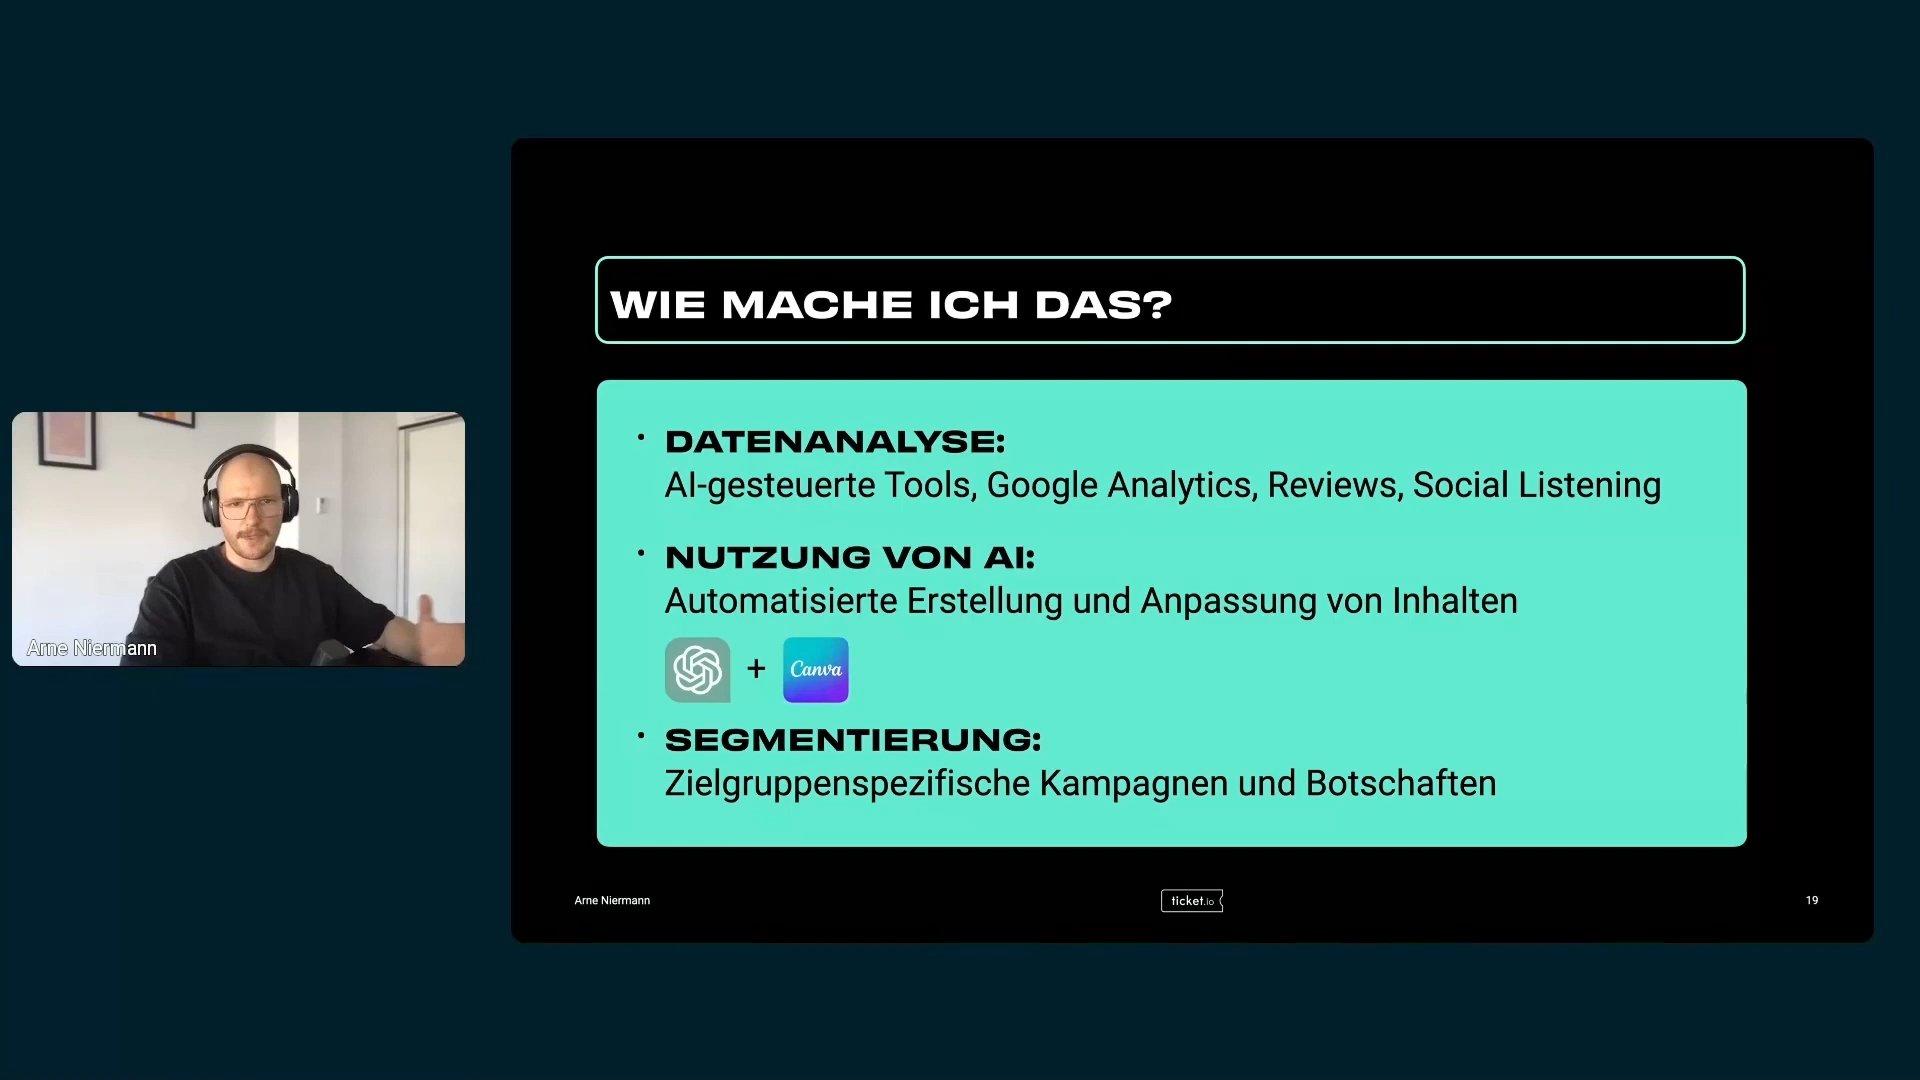 WIE MACHE ICH DAS?
• DATENANALYSE:
AI-gesteuerte Tools, Google Analytics, Reviews, Social Listening
• NUTZUNG VON AI:
Automatisierte Erstellung und Anpassung von Inhalten
+ Canva
• SEGMENTIERUNG:
Zielgruppenspezifische Kampagnen und Botschaften
Arne Niermann
Arne Niermann
ticket.io
19